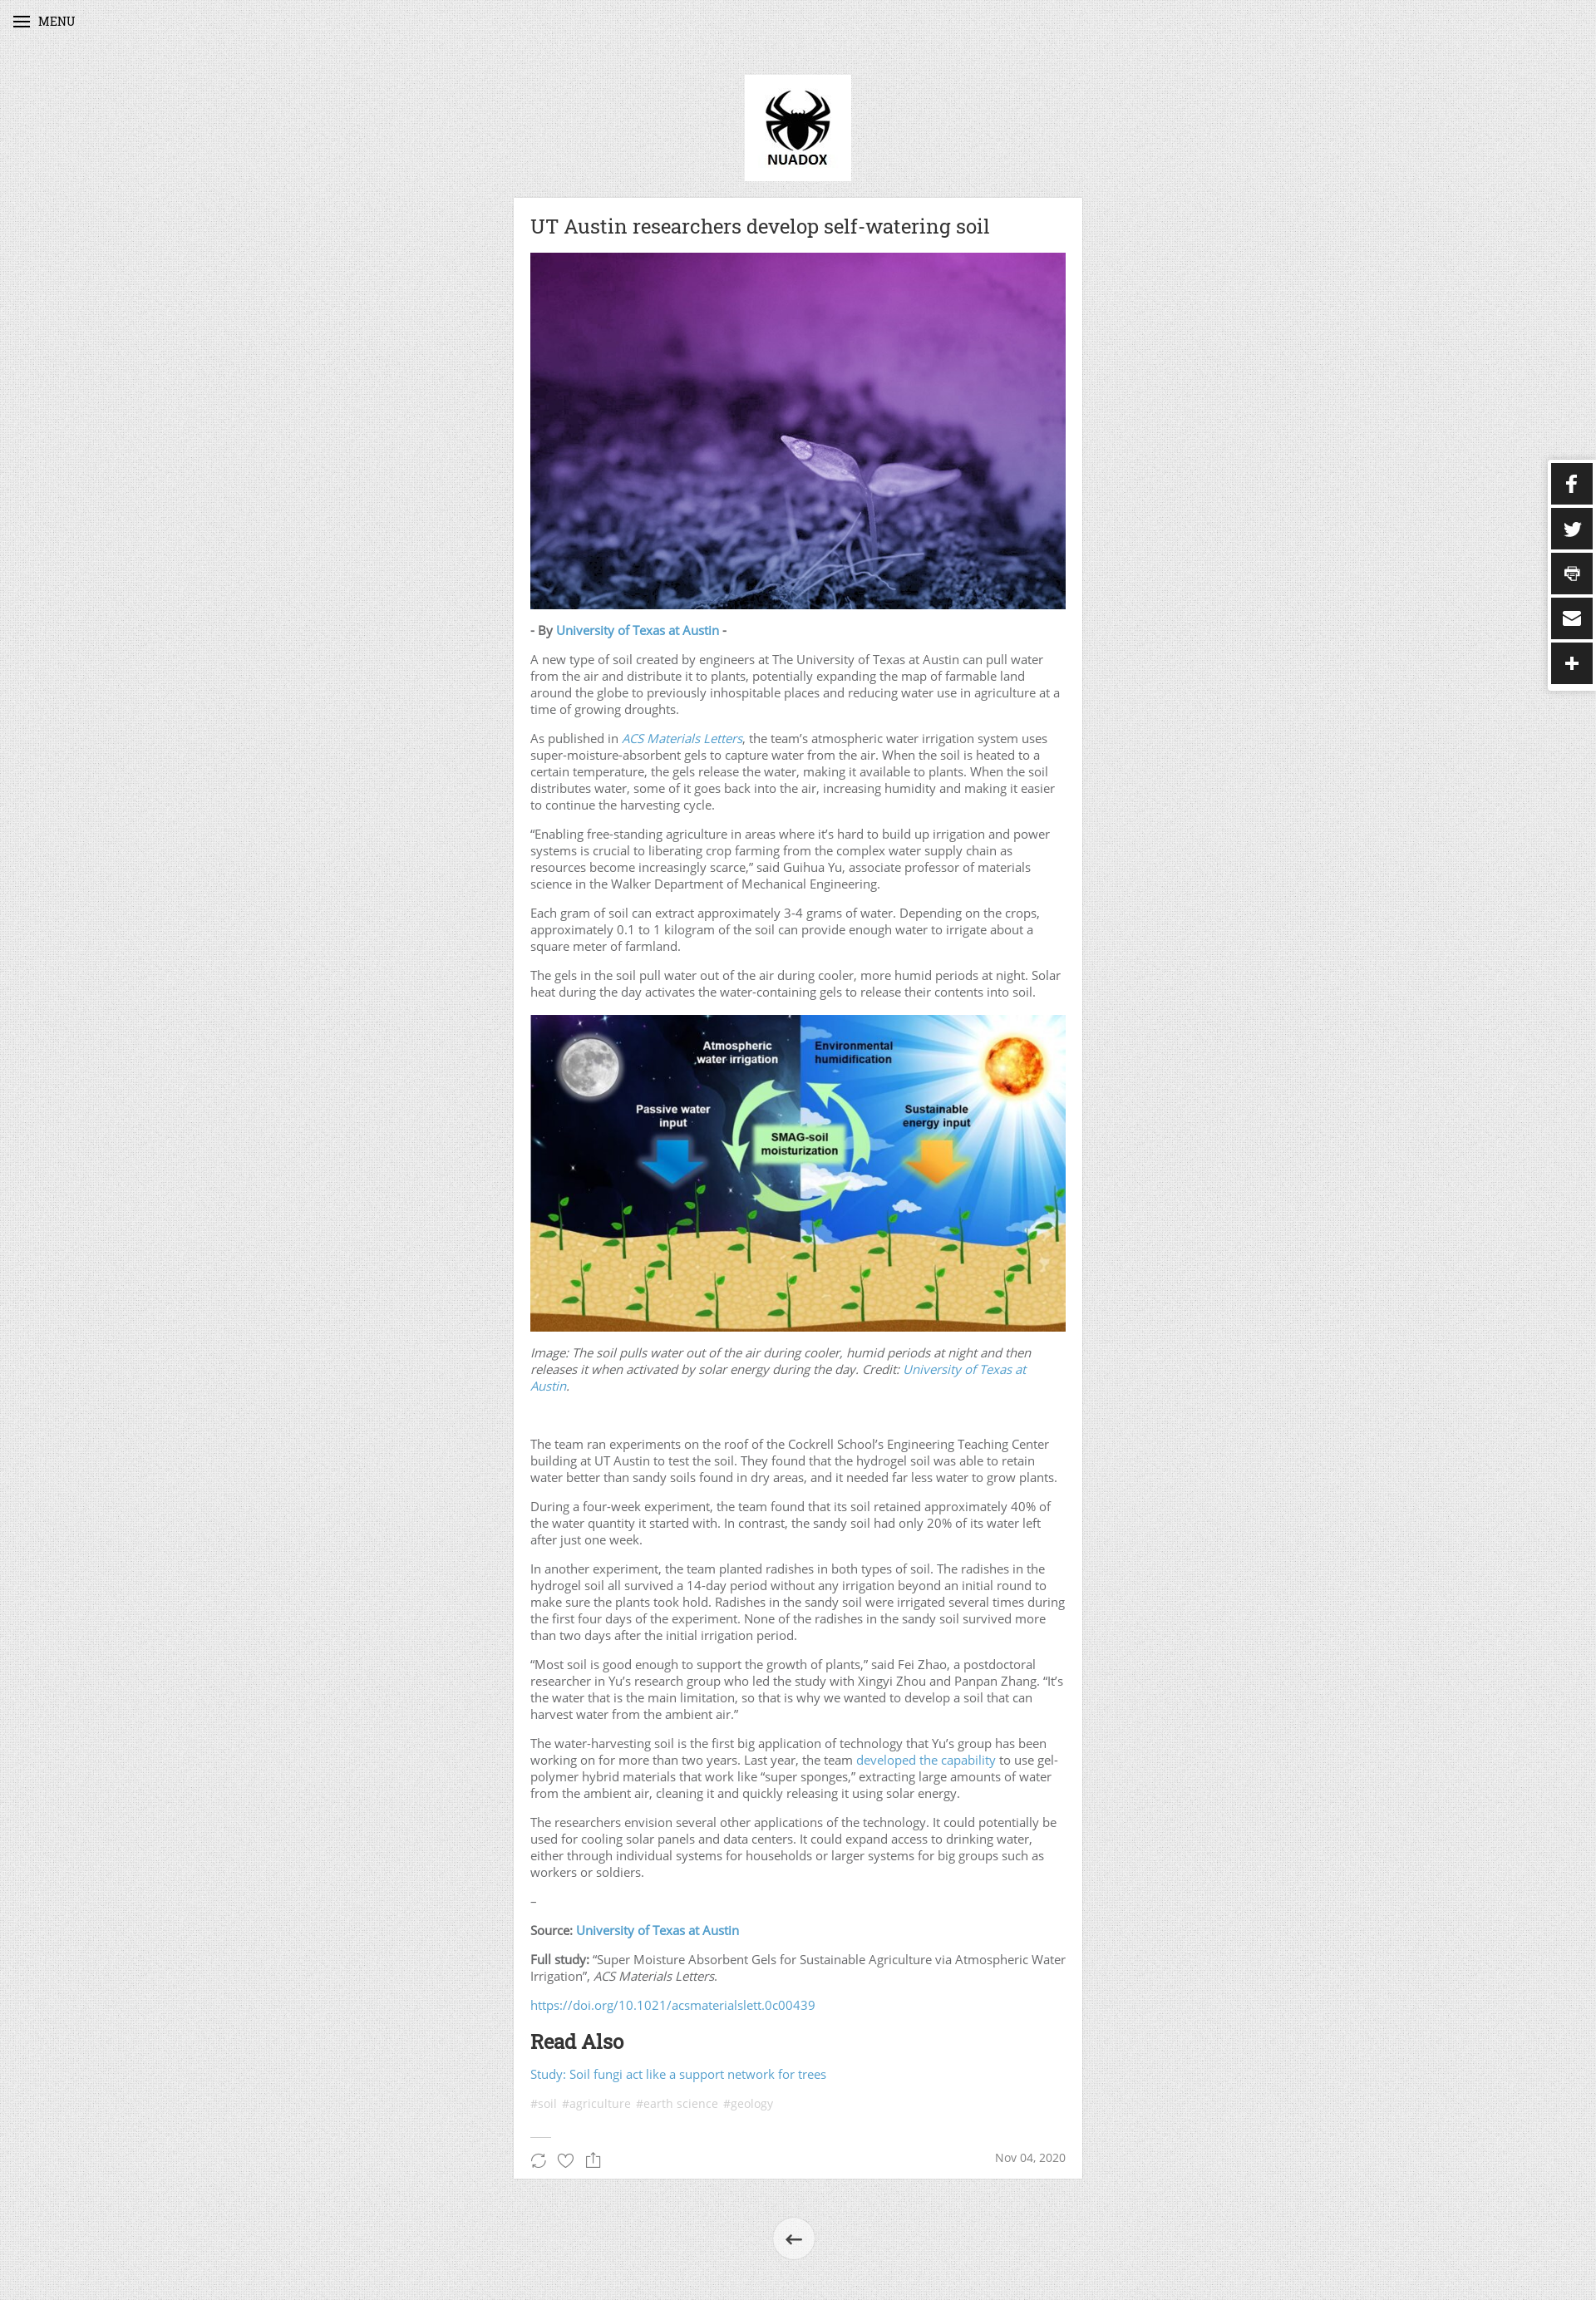 MENU
NUADOX
UT Austin researchers develop self-watering soil
- By University of Texas at Austin -
A new type of soil created by engineers at The University of Texas at Austin can pull water
from the air and distribute it to plants, potentially expanding the map of farmable land
around the globe to previously inhospitable places and reducing water use in agriculture at a
time of growing droughts.
As published in ACS Materials Letters, the team’s atmospheric water irrigation system uses
super-moisture-absorbent gels to capture water from the air. When the soil is heated to a
certain temperature, the gels release the water, making it available to plants. When the soil
distributes water, some of it goes back into the air, increasing humidity and making it easier
to continue the harvesting cycle.
“Enabling free-standing agriculture in areas where it’s hard to build up irrigation and power
systems is crucial to liberating crop farming from the complex water supply chain as
resources become increasingly scarce,” said Guihua Yu, associate professor of materials
science in the Walker Department of Mechanical Engineering.
Each gram of soil can extract approximately 3-4 grams of water. Depending on the crops,
approximately 0.1 to 1 kilogram of the soil can provide enough water to irrigate about a
square meter of farmland.
The gels in the soil pull water out of the air during cooler, more humid periods at night. Solar
heat during the day activates the water-containing gels to release their contents into soil.
Atmospheric
water irrigation
Environmental
humidification
Passive water
input
Sustainable
energy input
SMAG-soil
moisturization
Image: The soil pulls water out of the air during cooler, humid periods at night and then
releases it when activated by solar energy during the day. Credit: University of Texas at
Austin.
The team ran experiments on the roof of the Cockrell School’s Engineering Teaching Center
building at UT Austin to test the soil. They found that the hydrogel soil was able to retain
water better than sandy soils found in dry areas, and it needed far less water to grow plants.
During a four-week experiment, the team found that its soil retained approximately 40% of
the water quantity it started with. In contrast, the sandy soil had only 20% of its water left
after just one week.
In another experiment, the team planted radishes in both types of soil. The radishes in the
hydrogel soil all survived a 14-day period without any irrigation beyond an initial round to
make sure the plants took hold. Radishes in the sandy soil were irrigated several times during
the first four days of the experiment. None of the radishes in the sandy soil survived more
than two days after the initial irrigation period.
“Most soil is good enough to support the growth of plants,” said Fei Zhao, a postdoctoral
researcher in Yu’s research group who led the study with Xingyi Zhou and Panpan Zhang. “It’s
the water that is the main limitation, so that is why we wanted to develop a soil that can
harvest water from the ambient air.”
The water-harvesting soil is the first big application of technology that Yu’s group has been
working on for more than two years. Last year, the team developed the capability to use gel-
polymer hybrid materials that work like “super sponges,” extracting large amounts of water
from the ambient air, cleaning it and quickly releasing it using solar energy.
The researchers envision several other applications of the technology. It could potentially be
used for cooling solar panels and data centers. It could expand access to drinking water,
either through individual systems for households or larger systems for big groups such as
workers or soldiers.
–
Source: University of Texas at Austin
Full study: “Super Moisture Absorbent Gels for Sustainable Agriculture via Atmospheric Water
Irrigation”, ACS Materials Letters.
https://doi.org/10.1021/acsmaterialslett.0c00439
Read Also
Study: Soil fungi act like a support network for trees
#soil #agriculture #earth science #geology
Nov 04, 2020